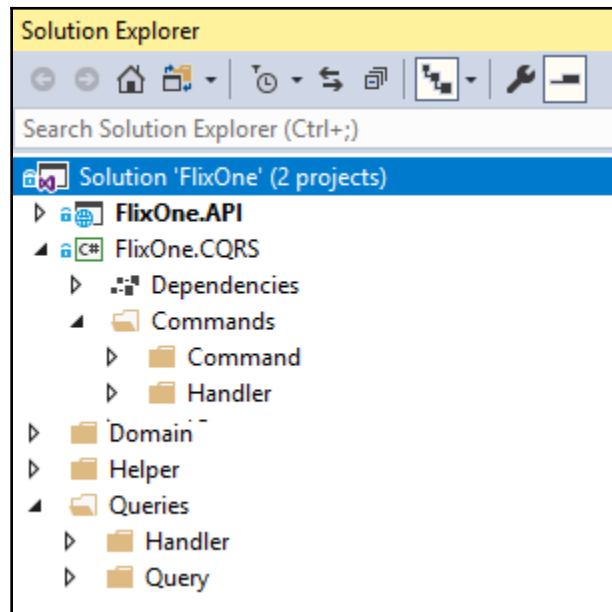 Solution Explorer
Search Solution Explorer (Ctrl+;)
Solution 'FlixOne' (2 projects)
FlixOne.API
C# FlixOne.CQRS
Dependencies
Commands
Command
Handler
Domain
Helper
Queries
Handler
Query